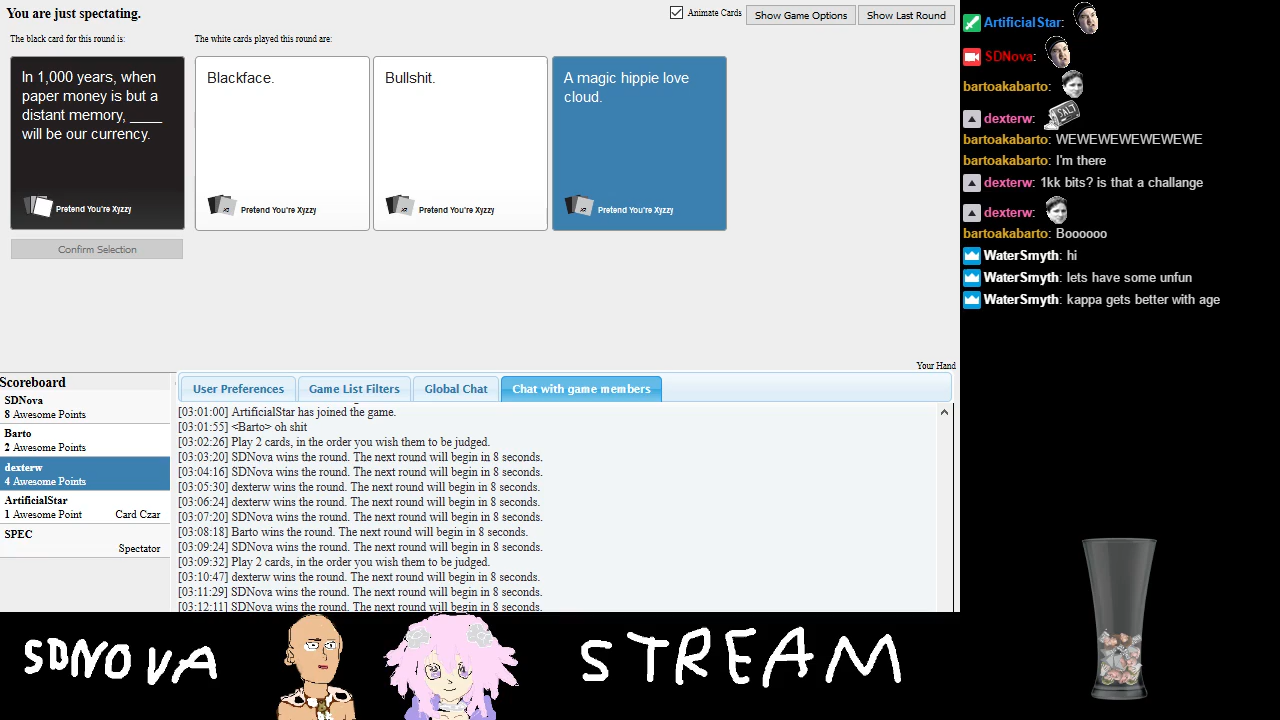 You are just spectating.
Animate Cards
Show Game Options
Show Last Round
The black card for this round is:
The white cards played this round are:
In 1,000 years, when
paper money is but a
distant memory, ____
will be our currency.
Pretend You're Xyzzy
Blackface.
Pretend You're Xyzzy
Bullshit.
Pretend You're Xyzzy
A magic hippie love
cloud.
Pretend You're Xyzzy
Confirm Selection
Your Hand
Scoreboard
SDNova
8 Awesome Points
Barto
2 Awesome Points
dexterw
4 Awesome Points
ArtificialStar
1 Awesome Point Card Czar
SPEC
Spectator
User Preferences
Game List Filters
Global Chat
Chat with game members
[03:01:00] ArtificialStar has joined the game.
[03:01:55] <Barto> oh shit
[03:02:26] Play 2 cards, in the order you wish them to be judged.
[03:03:20] SDNova wins the round. The next round will begin in 8 seconds.
[03:04:16] SDNova wins the round. The next round will begin in 8 seconds.
[03:05:30] dexterw wins the round. The next round will begin in 8 seconds.
[03:06:24] dexterw wins the round. The next round will begin in 8 seconds.
[03:07:20] SDNova wins the round. The next round will begin in 8 seconds.
[03:08:18] Barto wins the round. The next round will begin in 8 seconds.
[03:09:24] SDNova wins the round. The next round will begin in 8 seconds.
[03:09:32] Play 2 cards, in the order you wish them to be judged.
[03:10:47] dexterw wins the round. The next round will begin in 8 seconds.
[03:11:29] SDNova wins the round. The next round will begin in 8 seconds.
[03:12:11] SDNova wins the round. The next round will begin in 8 seconds.
ArtificialStar:
SDNova:
bartoakabarto:
dexterw:
bartoakabarto: WEWEWEWEWEWEWE
bartoakabarto: I'm there
dexterw: 1kk bits? is that a challange
dexterw:
bartoakabarto: Boooooo
WaterSmyth: hi
WaterSmyth: lets have some unfun
WaterSmyth: kappa gets better with age
SDNOVA STREAM